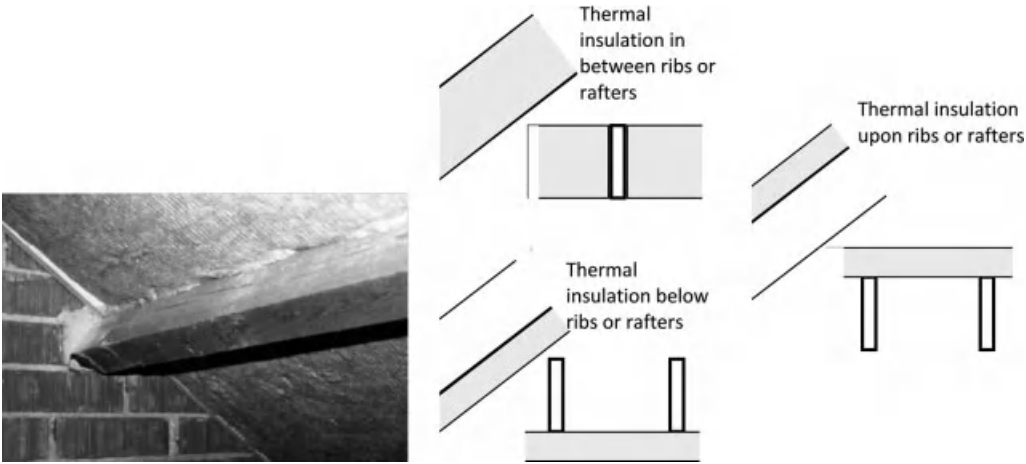 Thermal
insulation in
between ribs or
rafters
Thermal insulation
upon ribs or rafters
Thermal
insulation below
ribs or rafters